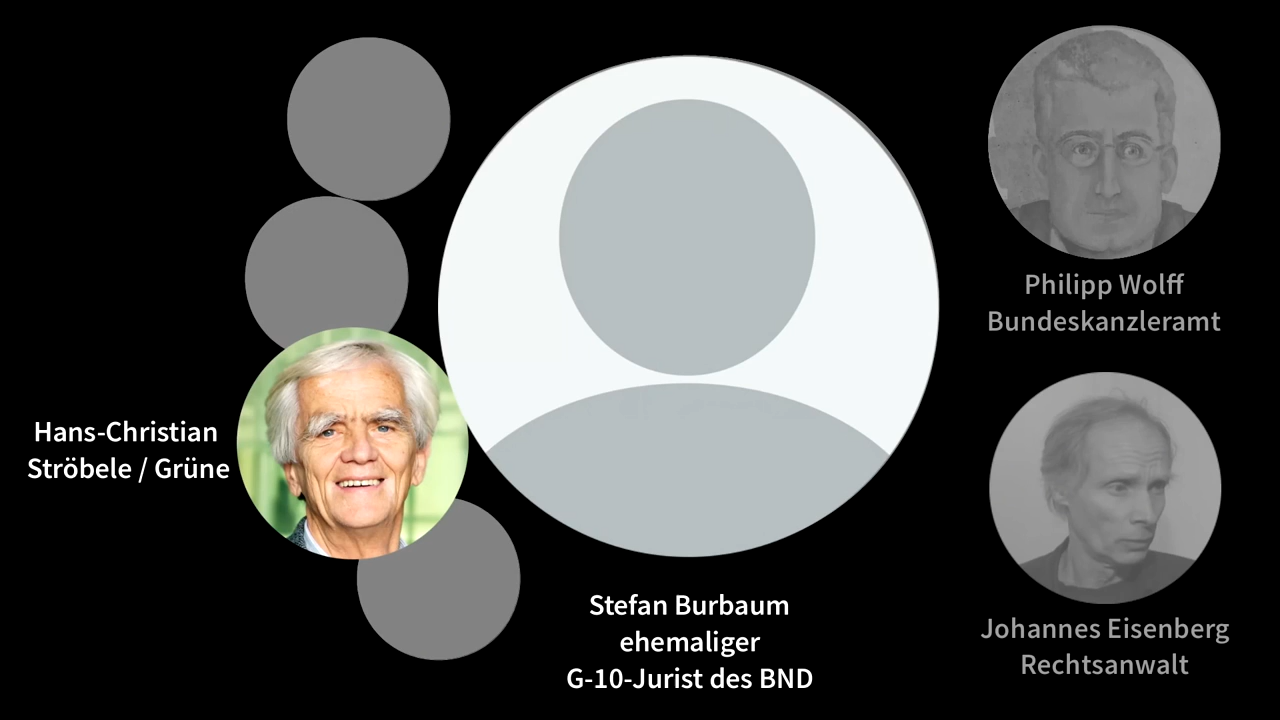 Hans-Christian
Ströbele / Grüne
Stefan Burbaum
ehemaliger
G-10-Jurist des BND
Philipp Wolff
Bundeskanzleramt
Johannes Eisenberg
Rechtsanwalt